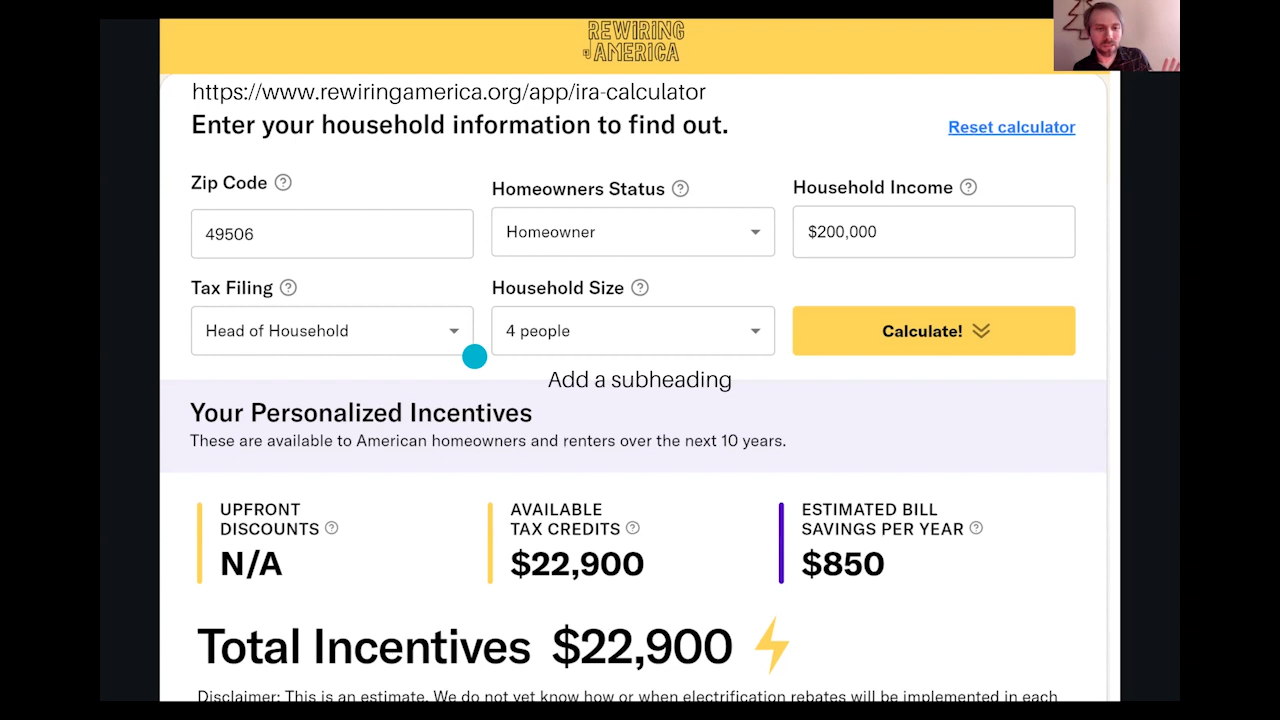 REWIRING
AMERICA
https://www.rewiringamerica.org/app/ira-calculator
Enter your household information to find out.
Reset calculator
Zip Code ?
Homeowners Status ?
Household Income ?
49506
Homeowner
$200,000
Tax Filing ?
Household Size ?
Head of Household
4 people
Calculate!
Add a subheading
Your Personalized Incentives
These are available to American homeowners and renters over the next 10 years.
UPFRONT
DISCOUNTS ?
N/A
AVAILABLE
TAX CREDITS ?
$22,900
ESTIMATED BILL
SAVINGS PER YEAR ?
$850
Total Incentives $22,900
Disclaimer: This is an estimate. We do not yet know how or when electrification rebates will be implemented in each